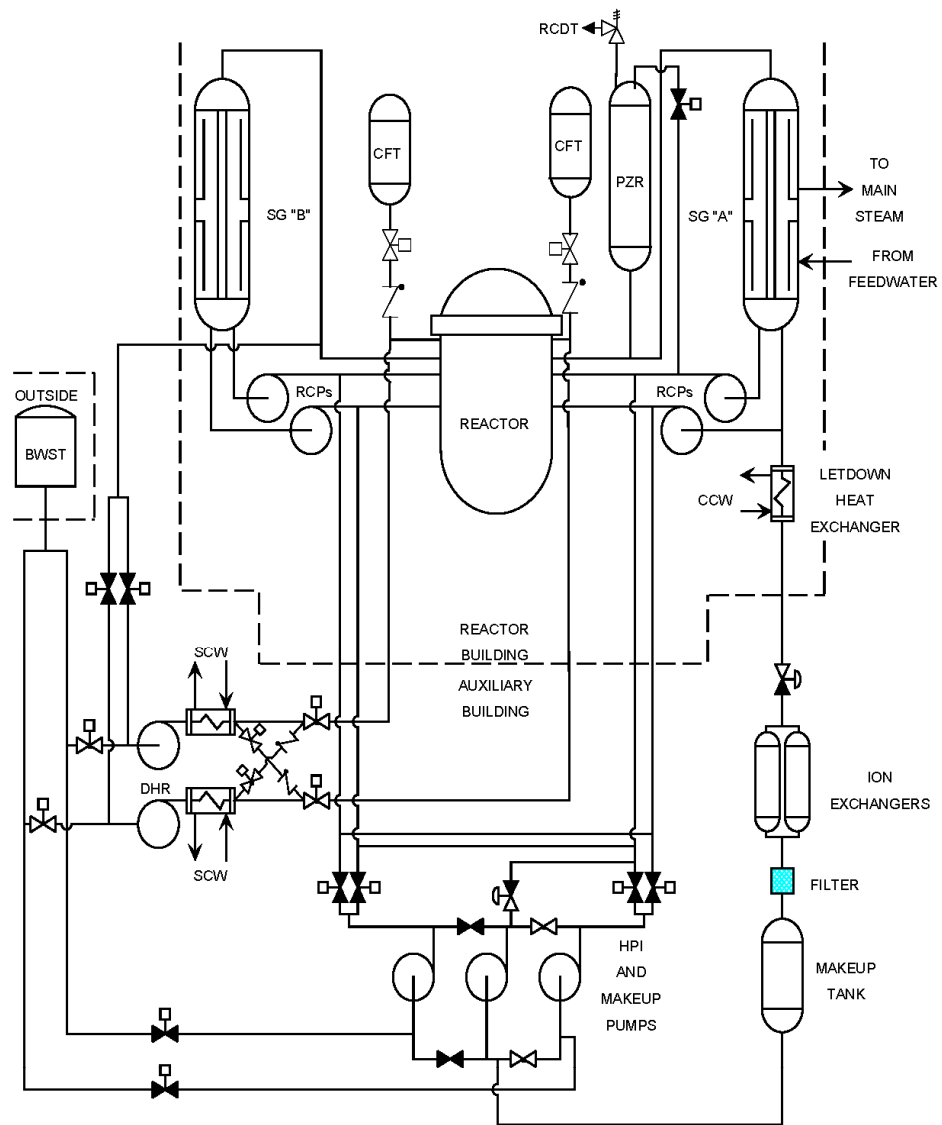 RCDT
CFT
CFT
PZR
SG "B"
SG "A"
TO
MAIN
STEAM
FROM
FEEDWATER
OUTSIDE
BWST
RCPs
RCPs
REACTOR
CCW
LETDOWN
HEAT
EXCHANGER
REACTOR
BUILDING
AUXILIARY
BUILDING
SCW
DHR
SCW
ION
EXCHANGERS
FILTER
HPI
AND
MAKEUP
PUMPS
MAKEUP
TANK